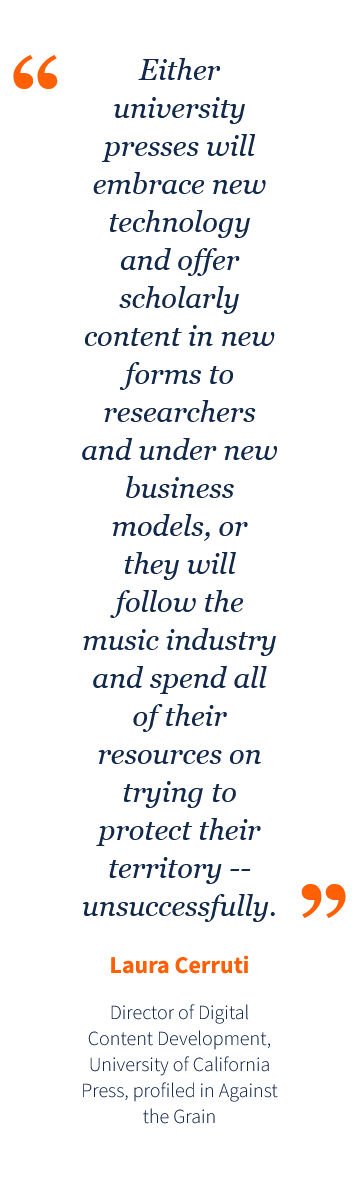 “ Either
university
presses will
embrace new
technology
and offer
scholarly
content in new
forms to
researchers
and under new
business
models, or
they will
follow the
music industry
and spend all
of their
resources on
trying to
protect their
territory --
unsuccessfully. ”
Laura Cerruti
Director of Digital
Content Development,
University of California
Press, profiled in Against
the Grain